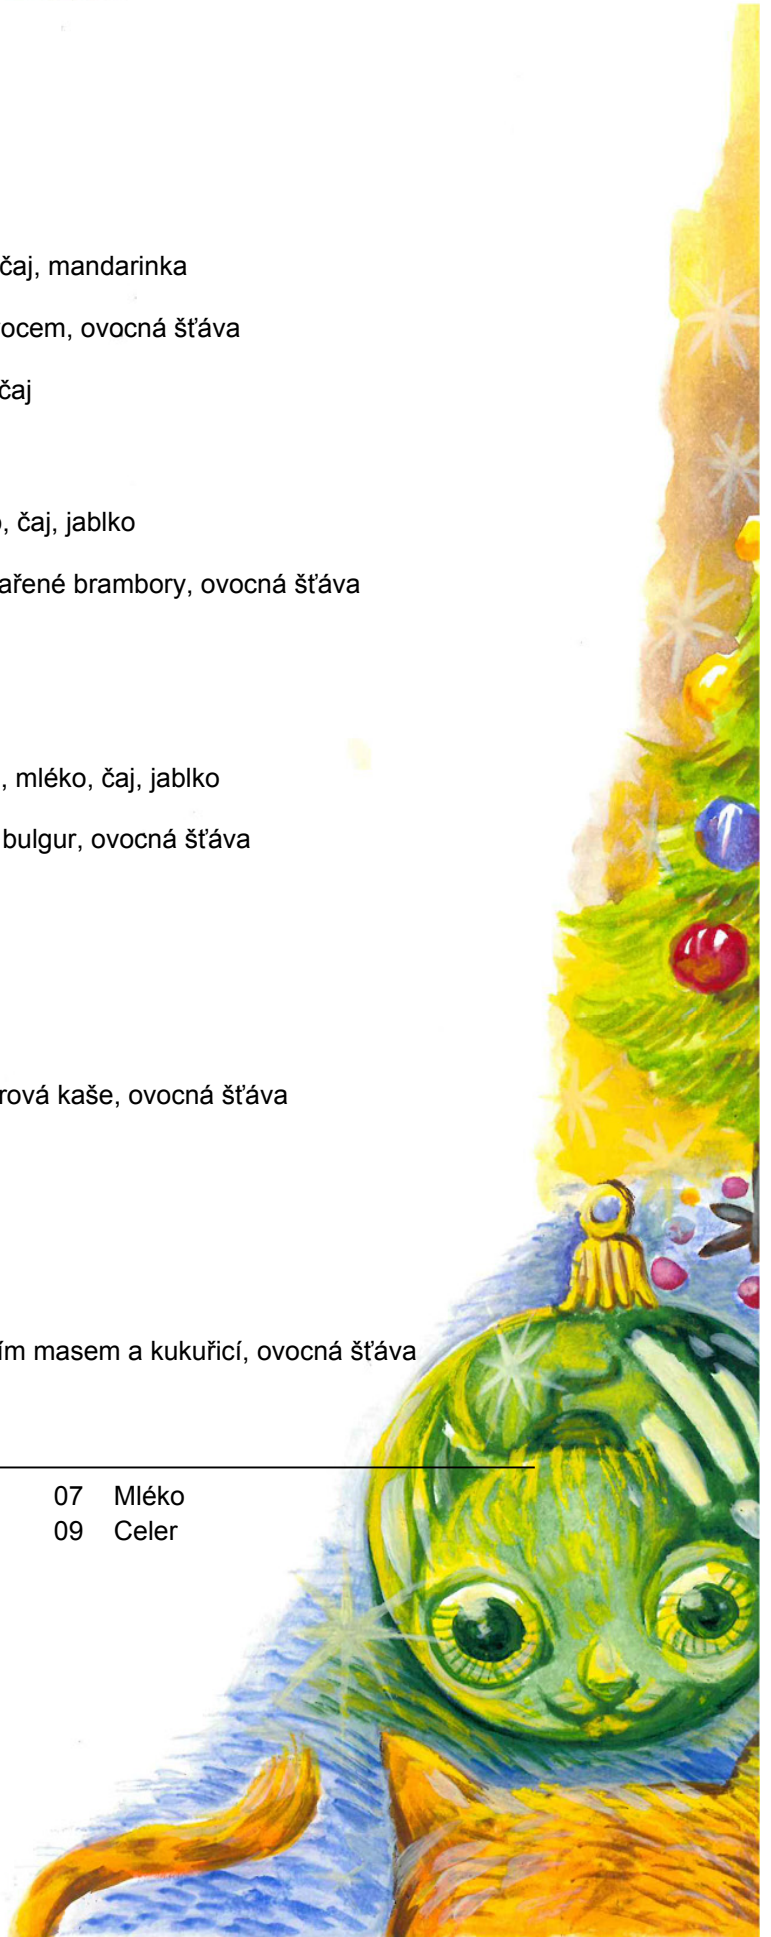 čaj, mandarinka
ocem, ovocná šťáva
čaj
, čaj, jablko
ařené brambory, ovocná šťáva
, mléko, čaj, jablko
bulgur, ovocná šťáva
rová kaše, ovocná šťáva
ím masem a kukuřicí, ovocná šťáva
07 Mléko
09 Celer